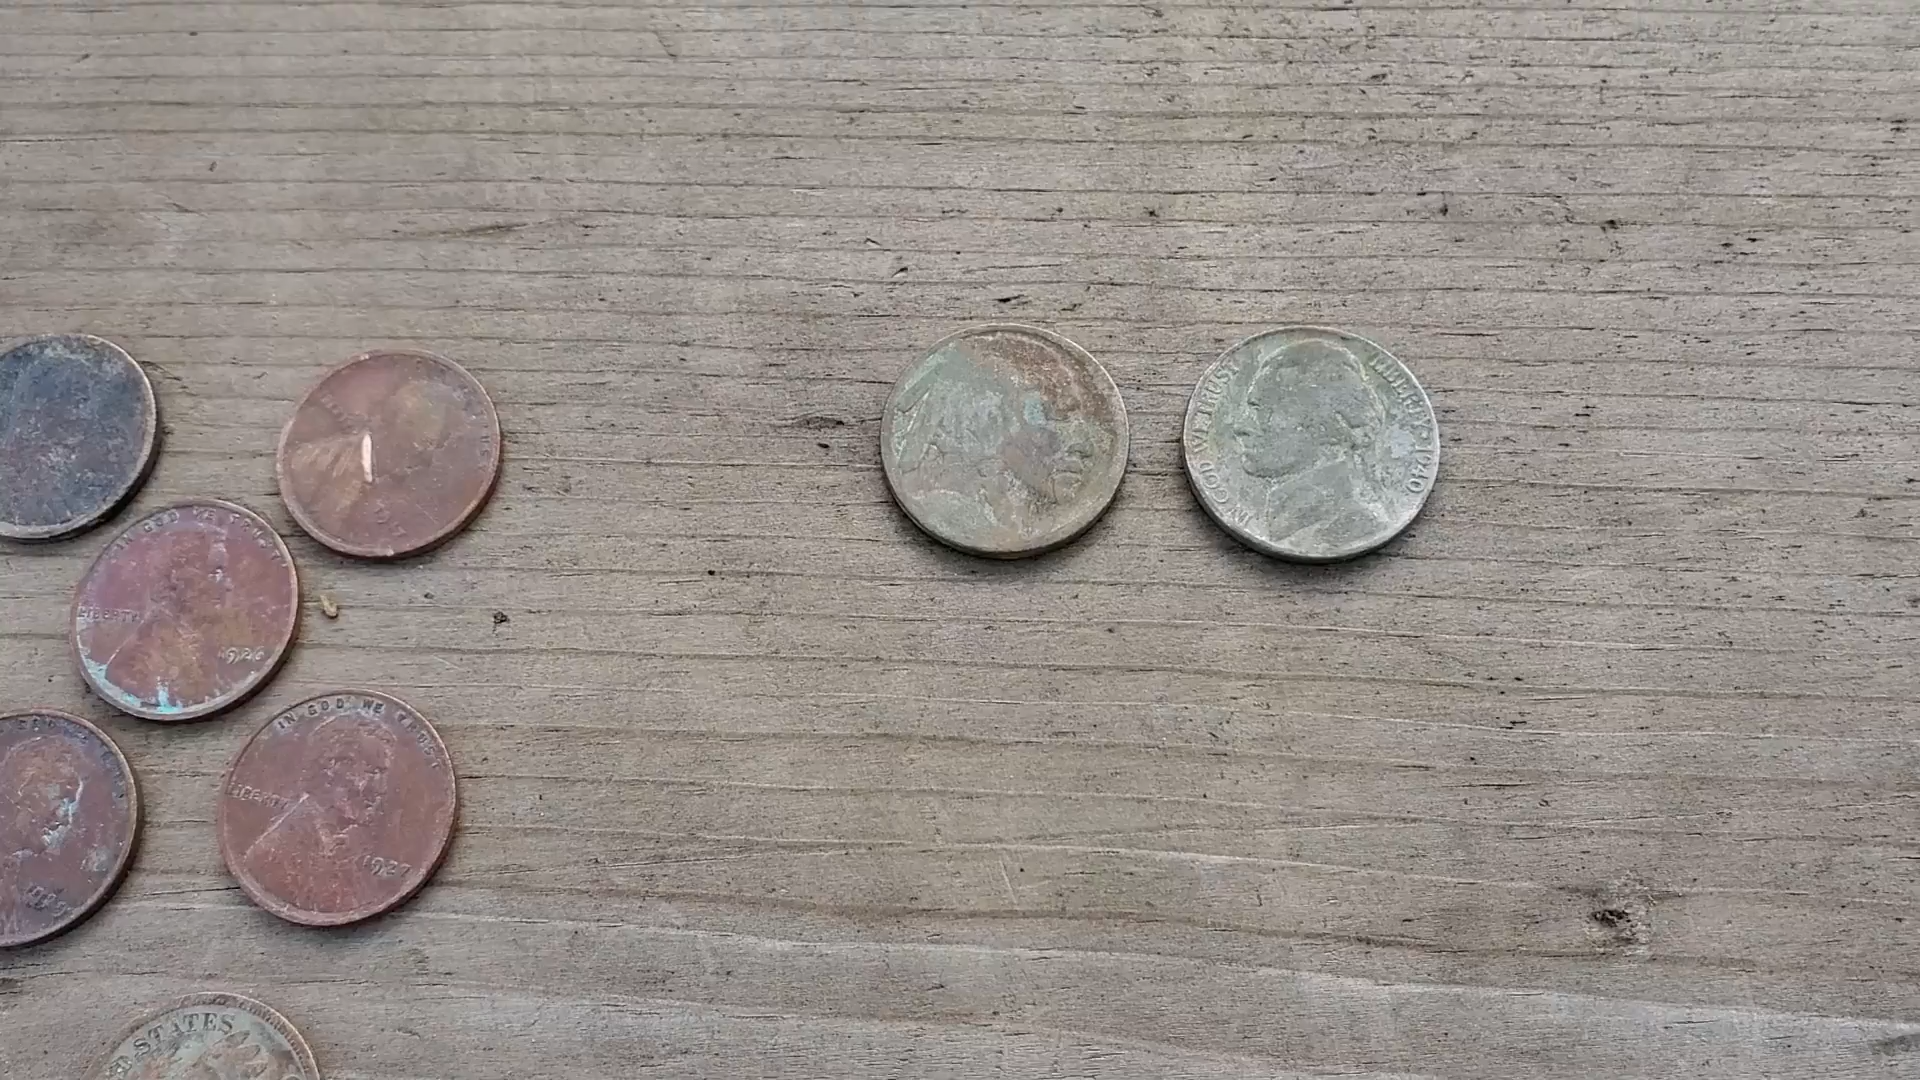 IN GOD WE TRUST
LIBERTY
1926
IN GOD WE TRUST
LIBERTY
1927
STATES
IN GOD WE TRUST
LIBERTY • 1940